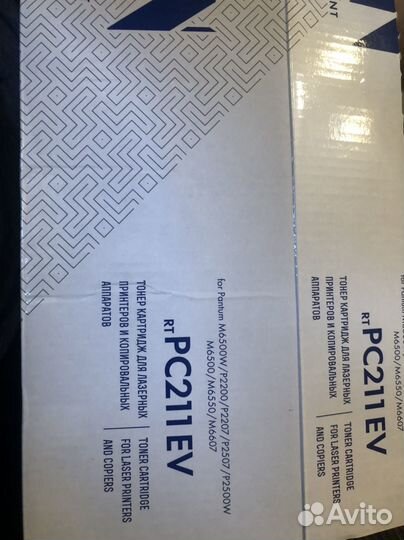 NT
RT PC211EV
ТОНЕР КАРТРИДЖ ДЛЯ ЛАЗЕРНЫХ
ПРИНТЕРОВ И КОПИРОВАЛЬНЫХ
АППАРАТОВ
TONER CARTRIDGE
FOR LASER PRINTERS
AND COPIERS
for Pantum M6500W/P2200/P2207/P2507/P2500W
M6500/M6550/M6607
RT PC211EV
ТОНЕР КАРТРИДЖ ДЛЯ ЛАЗЕРНЫХ
ПРИНТЕРОВ И КОПИРОВАЛЬНЫХ
АППАРАТОВ
TONER CARTRIDGE
FOR LASER PRINTERS
AND COPIERS
for
M6500/M6550/M6607
Avito